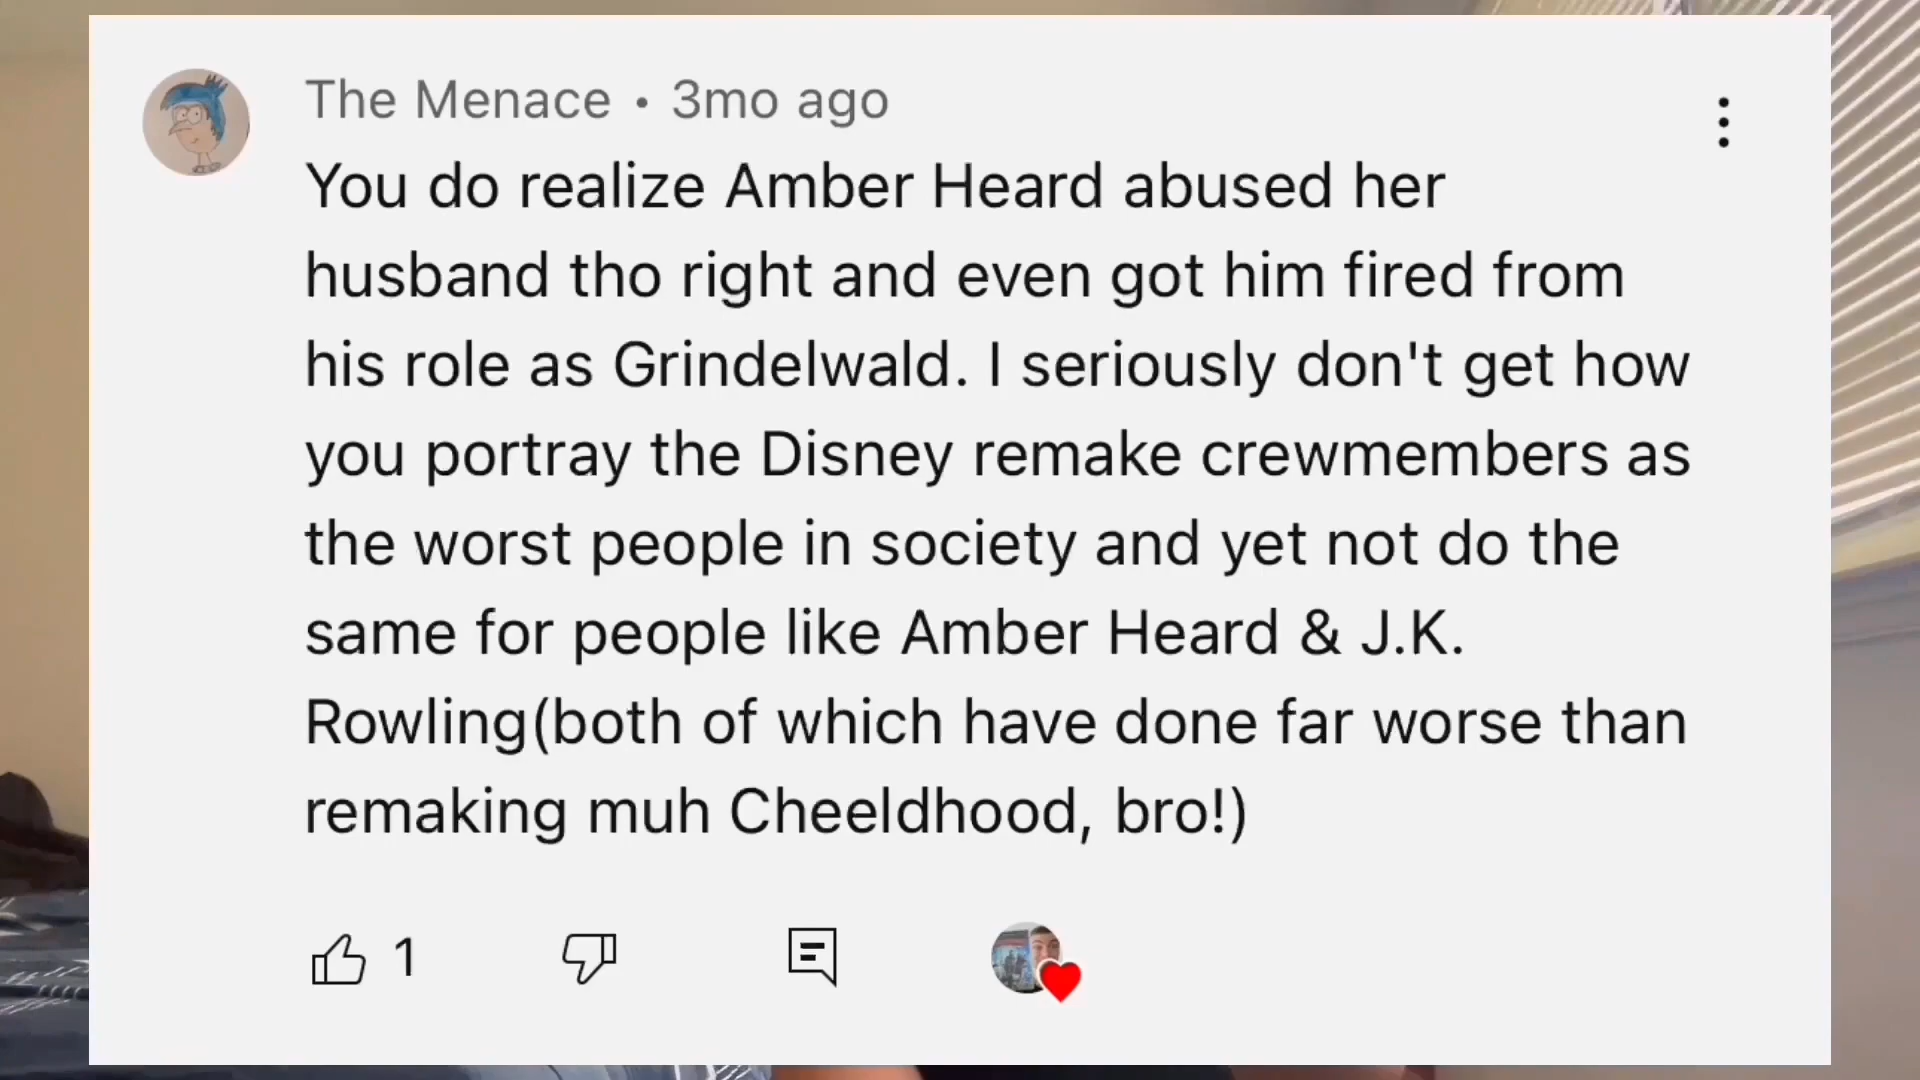 The Menace • 3mo ago
You do realize Amber Heard abused her
husband tho right and even got him fired from
his role as Grindelwald. I seriously don't get how
you portray the Disney remake crewmembers as
the worst people in society and yet not do the
same for people like Amber Heard & J.K.
Rowling(both of which have done far worse than
remaking muh Cheeldhood, bro!)
1